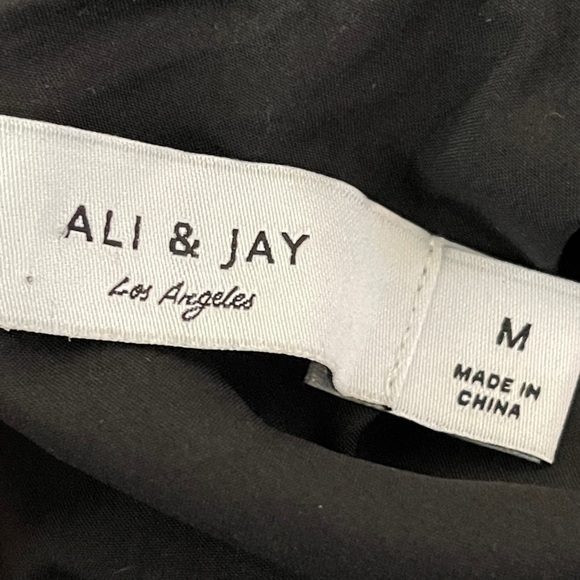 ALI & JAY
Los Angeles
M
MADE IN
CHINA